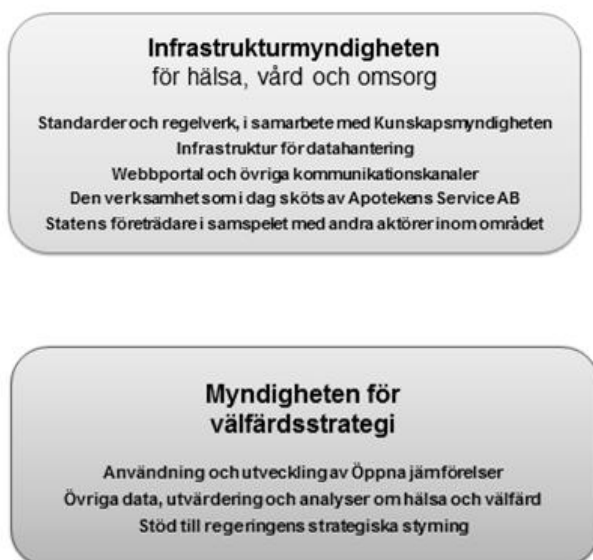 Infrastrukturmyndigheten
för hälsa, vård och omsorg
Standarder och regelverk, i samarbete med Kunskapsmyndigheten
Infrastruktur för datahantering
Webbportal och övriga kommunikationskanaler
Den verksamhet som i dag sköts av Apotekens Service AB
Statens företrädare i samspelet med andra aktörer inom området
Myndigheten för
välfärdsstrategi
Användning och utveckling av Öppna jämförelser
Övriga data, utvärdering och analyser om hälsa och välfärd
Stöd till regeringens strategiska styrning